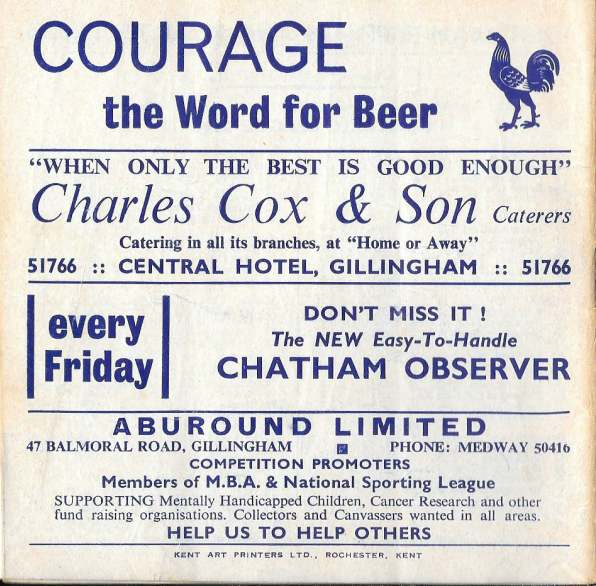 COURAGE
the Word for Beer
"WHEN ONLY THE BEST IS GOOD ENOUGH"
Charles Cox & Son Caterers
Catering in all its branches, at "Home or Away"
51766 :: CENTRAL HOTEL, GILLINGHAM :: 51766
every
Friday
DON'T MISS IT !
The NEW Easy-To-Handle
CHATHAM OBSERVER
ABUROUND LIMITED
47 BALMORAL ROAD, GILLINGHAM PHONE: MEDWAY 50416
COMPETITION PROMOTERS
Members of M.B.A. & National Sporting League
SUPPORTING Mentally Handicapped Children, Cancer Research and other
fund raising organisations. Collectors and Canvassers wanted in all areas.
HELP US TO HELP OTHERS
KENT ART PRINTERS LTD., ROCHESTER, KENT